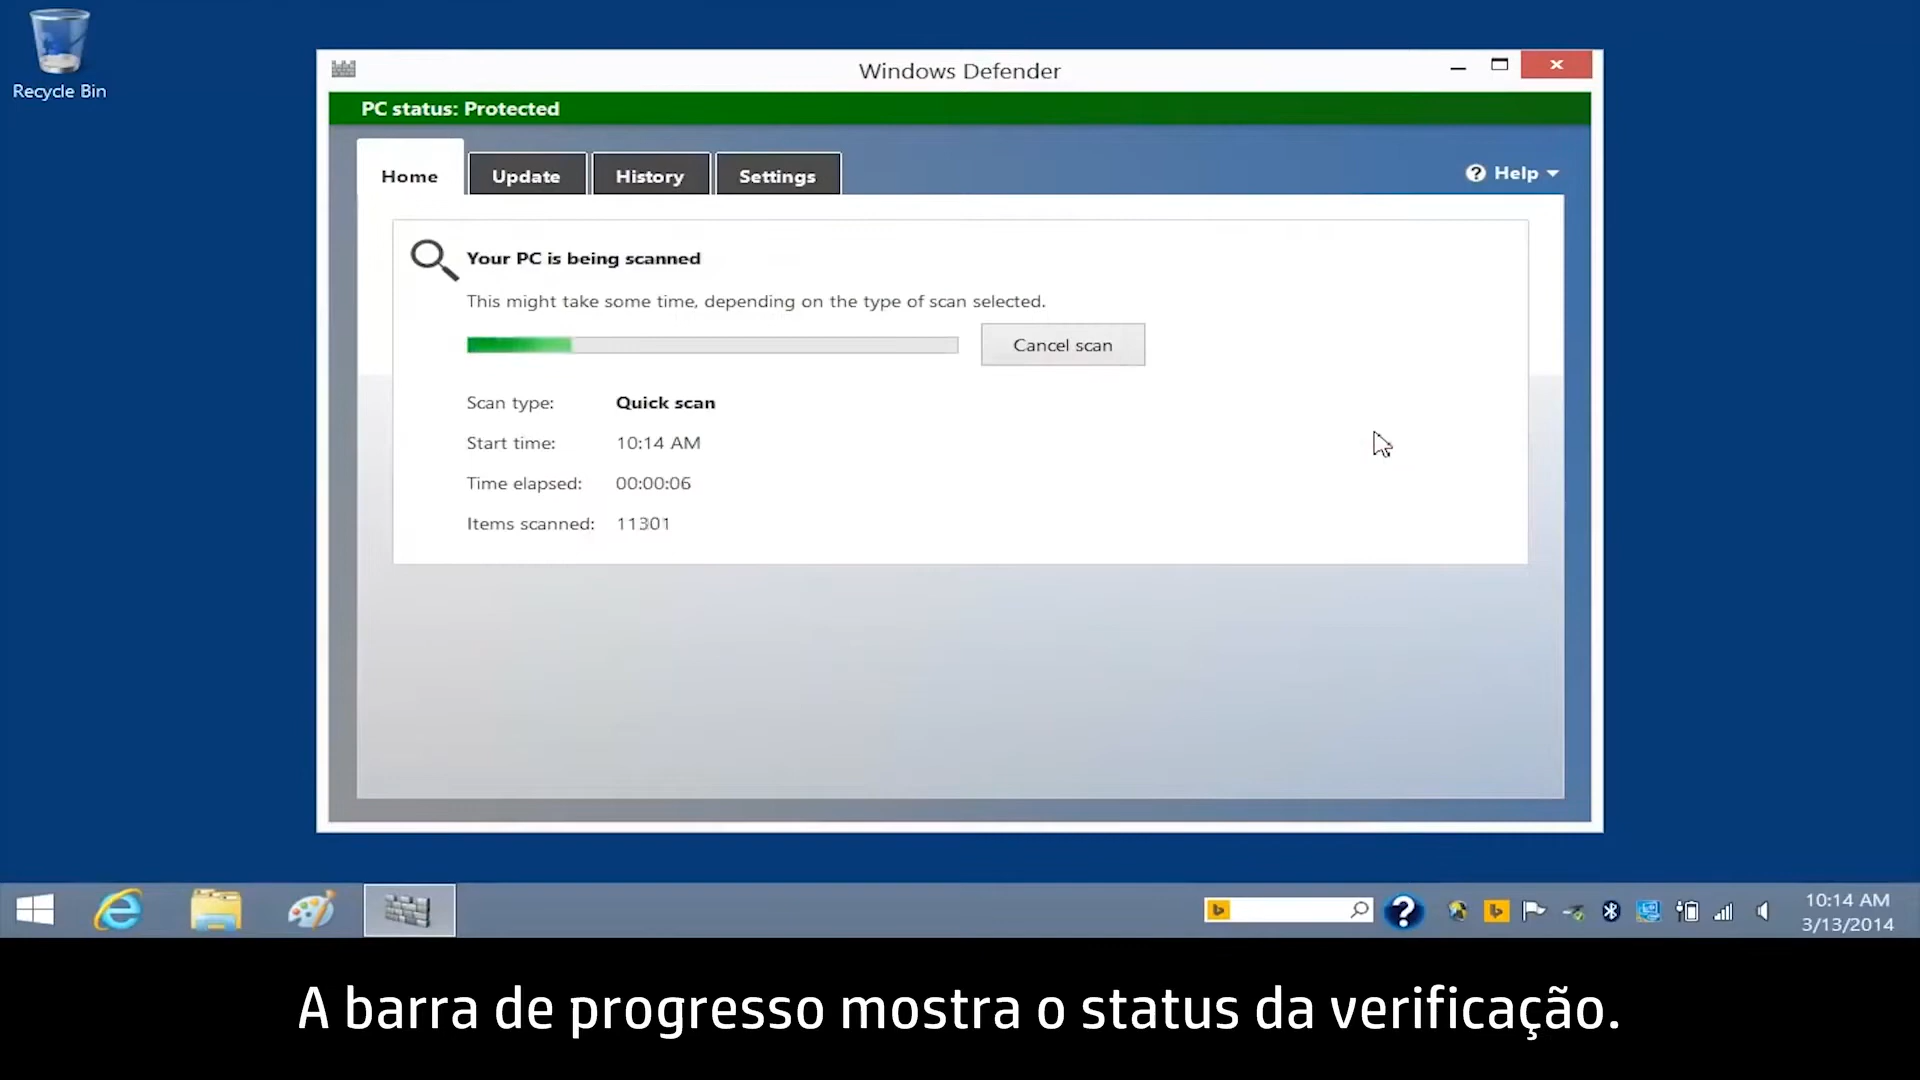 Recycle Bin
Windows Defender
PC status: Protected
Home
Update
History
Settings
Help
Your PC is being scanned
This might take some time, depending on the type of scan selected.
Cancel scan
Scan type: Quick scan
Start time: 10:14 AM
Time elapsed: 00:00:06
Items scanned: 11301
10:14 AM
3/13/2014
A barra de progresso mostra o status da verificação.